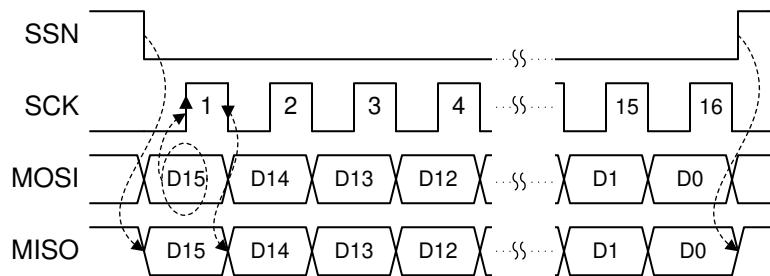 SSN
SCK 1 2 3 4 15 16
MOSI D15 D14 D13 D12 D1 D0
MISO D15 D14 D13 D12 D1 D0